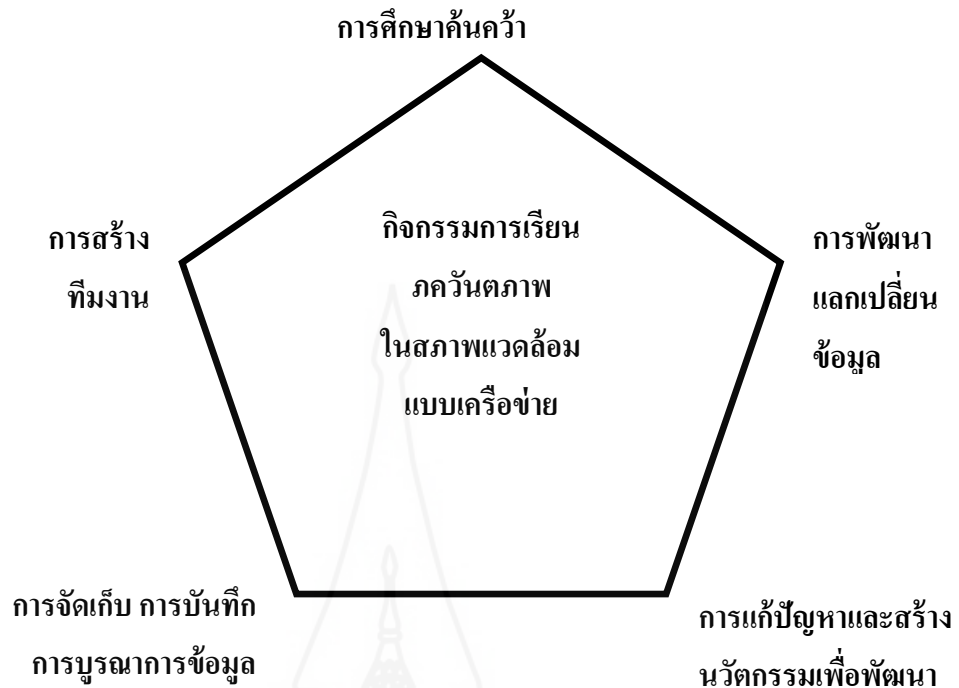 การศึกษาค้นคว้า
การสร้าง
ทีมงาน
กิจกรรมการเรียน
ภควันตภาพ
ในสภาพแวดล้อม
แบบเครือข่าย
การพัฒนา
แลกเปลี่ยน
ข้อมูล
การจัดเก็บ การบันทึก
การบูรณาการข้อมูล
การแก้ปัญหาและสร้าง
นวัตกรรมเพื่อพัฒนา